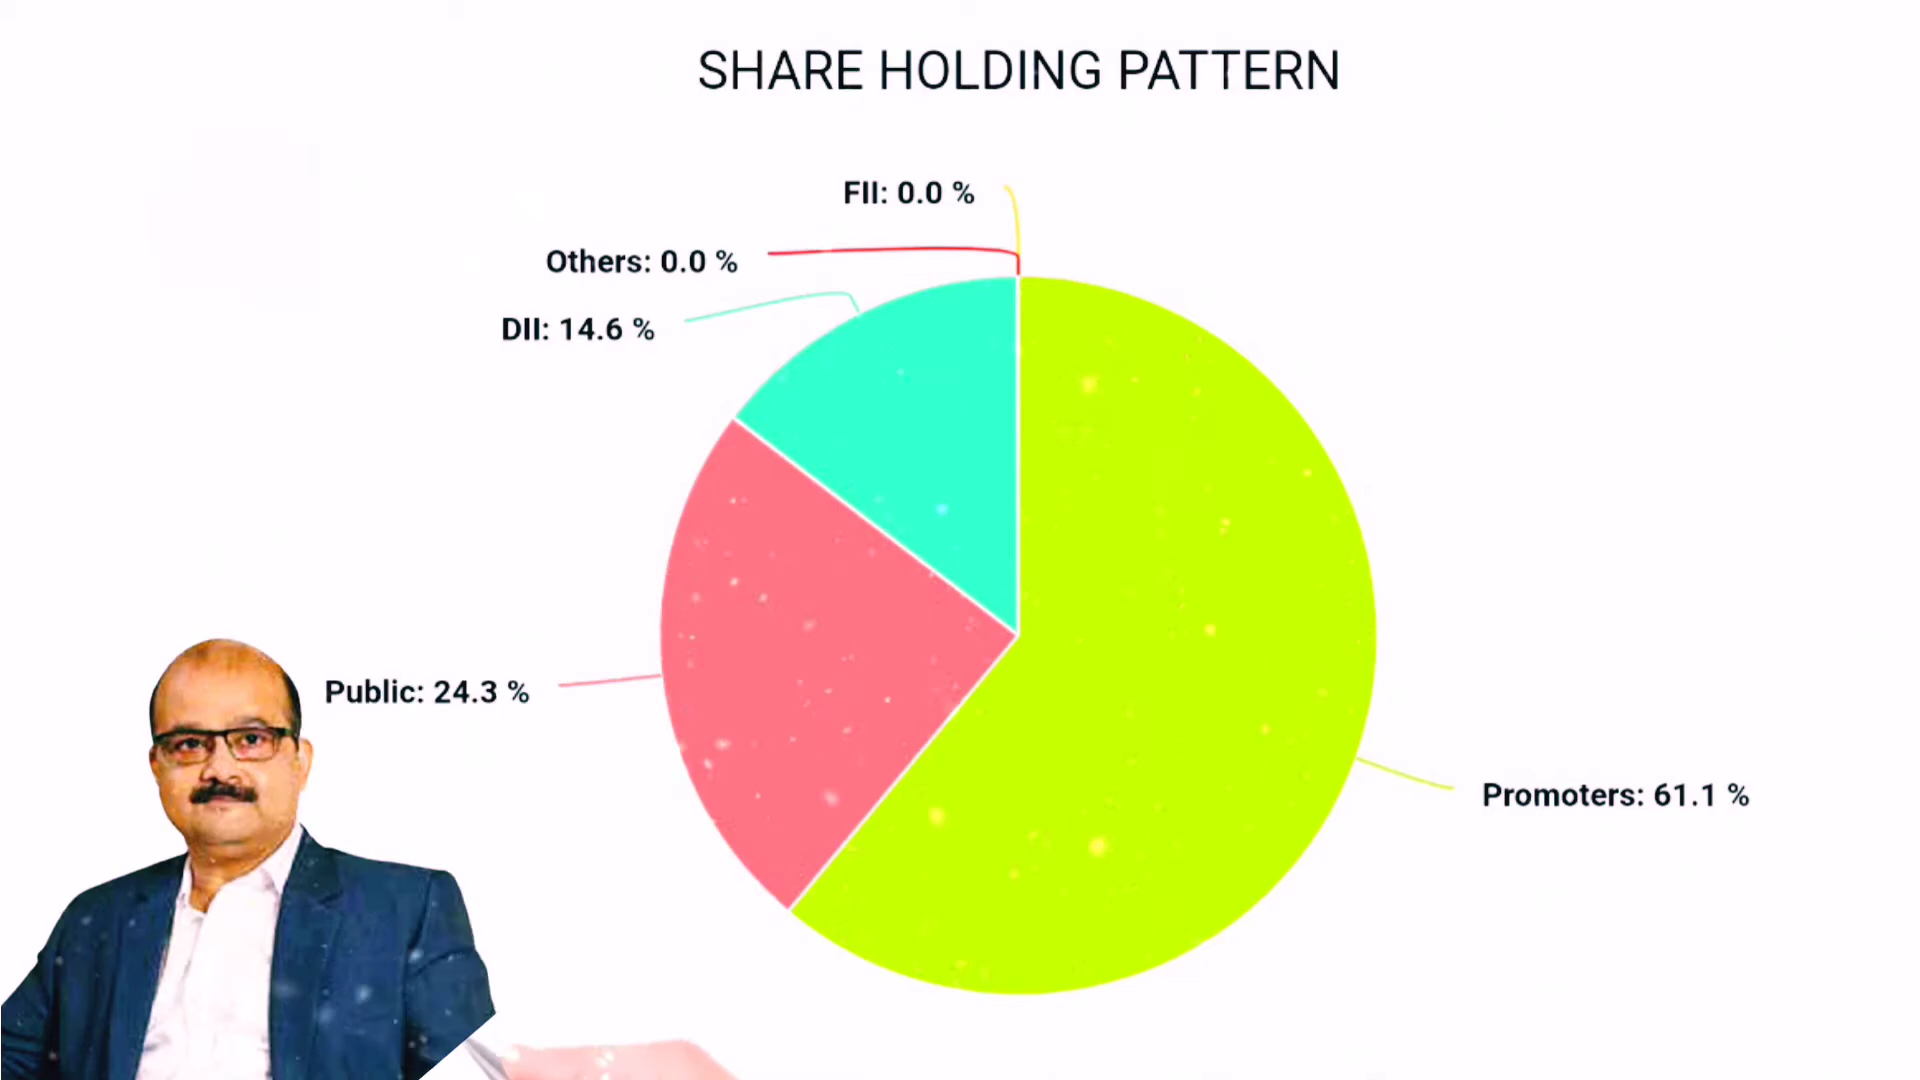 SHARE HOLDING PATTERN
FII: 0.0 %
Others: 0.0 %
DII: 14.6 %
Public: 24.3 %
Promoters: 61.1 %